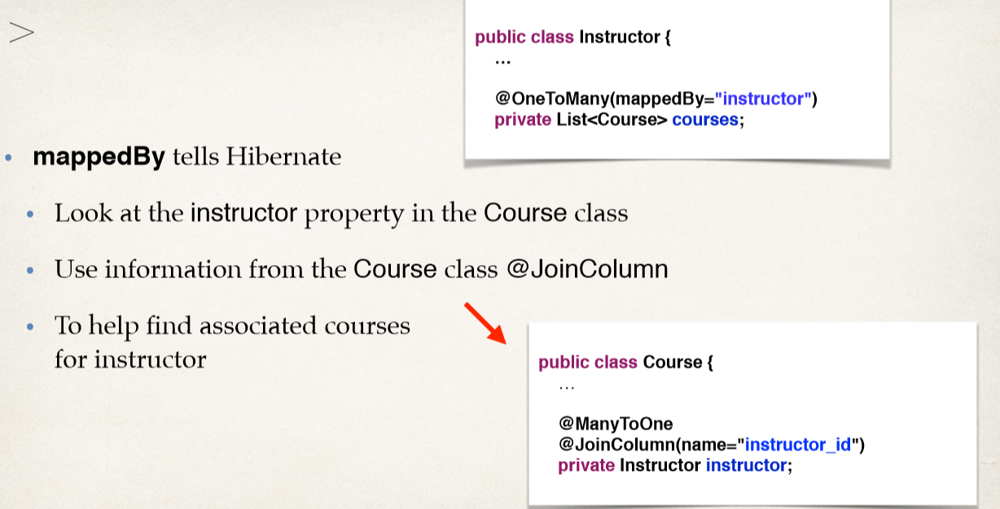 >
public class Instructor {
...
@OneToMany(mappedBy="instructor")
private List<Course> courses;
• mappedBy tells Hibernate
• Look at the instructor property in the Course class
• Use information from the Course class @JoinColumn
• To help find associated courses
for instructor
public class Course {
...
@ManyToOne
@JoinColumn(name="instructor_id")
private Instructor instructor;